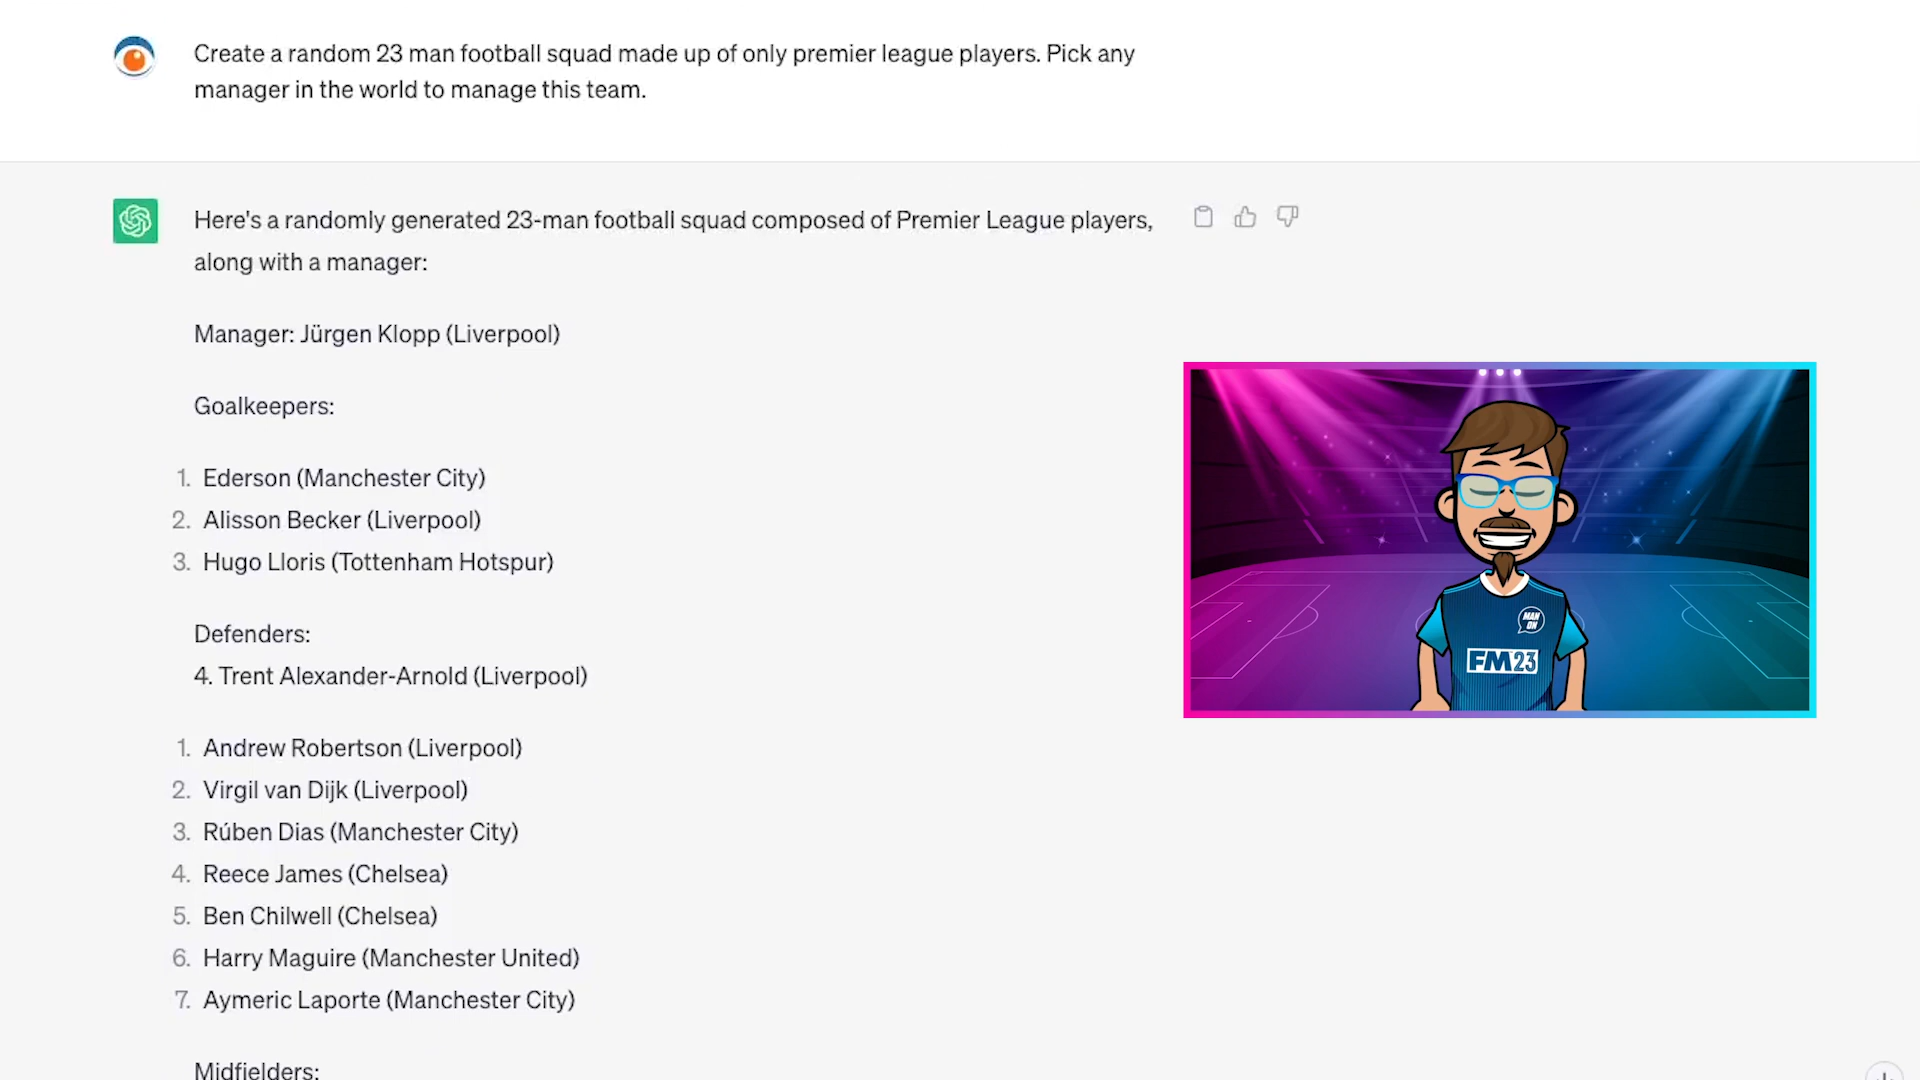 Create a random 23 man football squad made up of only premier league players. Pick any
manager in the world to manage this team.
Here's a randomly generated 23-man football squad composed of Premier League players,
along with a manager:
Manager: Jürgen Klopp (Liverpool)
Goalkeepers:
1. Ederson (Manchester City)
2. Alisson Becker (Liverpool)
3. Hugo Lloris (Tottenham Hotspur)
Defenders:
4. Trent Alexander-Arnold (Liverpool)
1. Andrew Robertson (Liverpool)
2. Virgil van Dijk (Liverpool)
3. Rúben Dias (Manchester City)
4. Reece James (Chelsea)
5. Ben Chilwell (Chelsea)
6. Harry Maguire (Manchester United)
7. Aymeric Laporte (Manchester City)
Midfielders:
MAN
ON
FM23